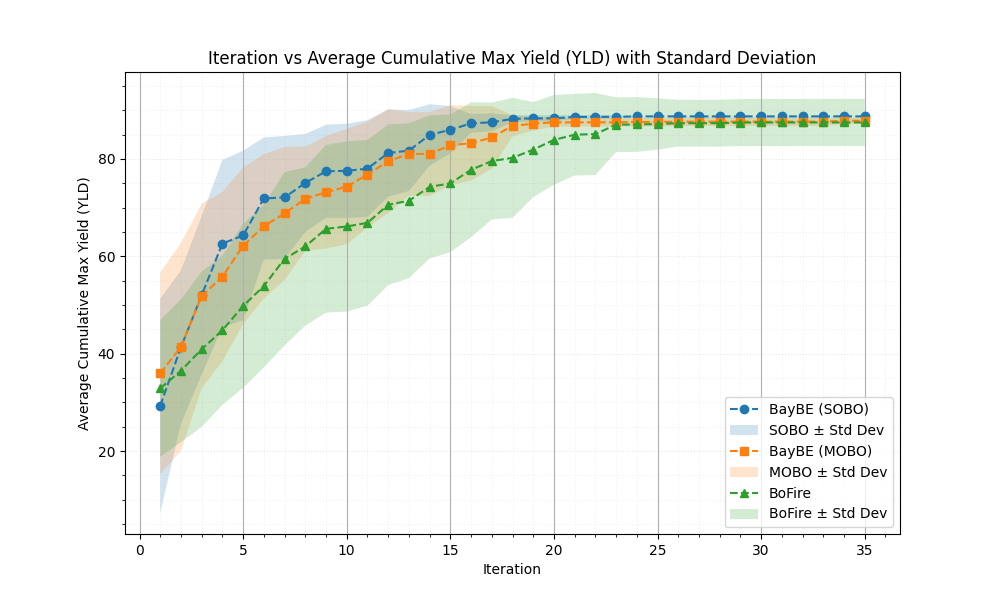 Iteration vs Average Cumulative Max Yield (YLD) with Standard Deviation
Average Cumulative Max Yield (YLD)
80
60
40
20
0 5 10 15 20 25 30 35
Iteration
BayBE (SOBO)
SOBO ± Std Dev
BayBE (MOBO)
MOBO ± Std Dev
BoFire
BoFire ± Std Dev